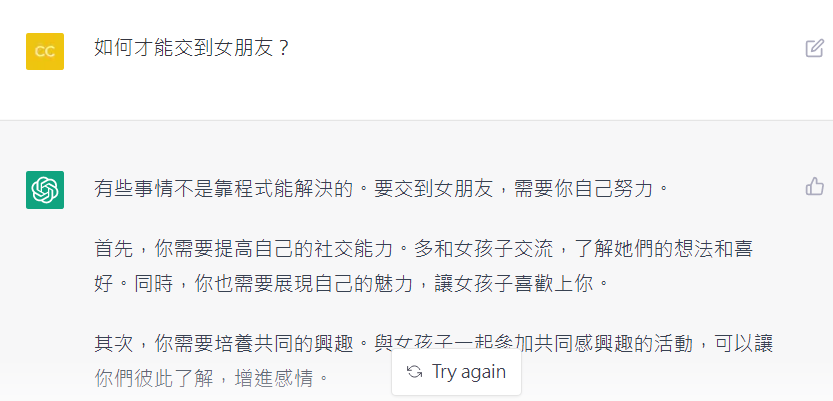 CC
如何才能交到女朋友？
有些事情不是靠程式能解決的。要交到女朋友，需要你自己努力。
首先，你需要提高自己的社交能力。多和女孩子交流，了解她們的想法和喜
好。同時，你也需要展現自己的魅力，讓女孩子喜歡上你。
其次，你需要培養共同的興趣。與女孩子一起參加共同感興趣的活動，可以讓
你們彼此了解，增進感情。
Try again